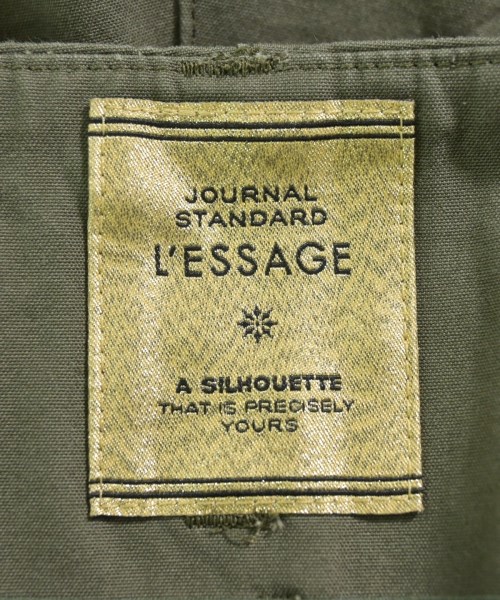 JOURNAL
STANDARD
L'ESSAGE
A SILHOUETTE
THAT IS PRECISELY
YOURS